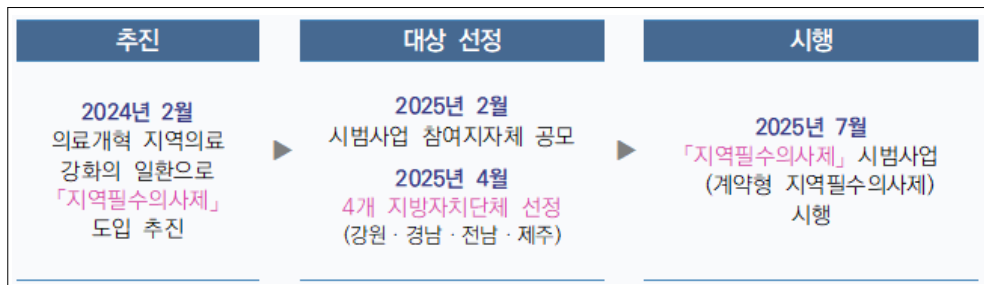 추진
2024년 2월
의료개혁 지역의료
강화의 일환으로
「지역필수의사제」
도입 추진
대상 선정
2025년 2월
시범사업 참여지자체 공모
2025년 4월
4개 지방자치단체 선정
(강원·경남·전남·제주)
시행
2025년 7월
「지역필수의사제」 시범사업
(계약형 지역필수의사제)
시행